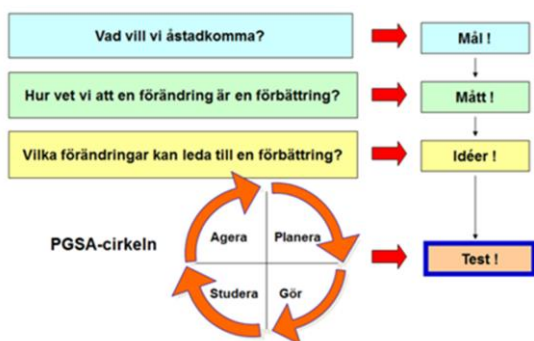 Vad vill vi åstadkomma?
Mål !
Hur vet vi att en förändring är en förbättring?
Mått !
Vilka förändringar kan leda till en förbättring?
Idéer !
PGSA-cirkeln
Agera
Planera
Studera
Gör
Test !